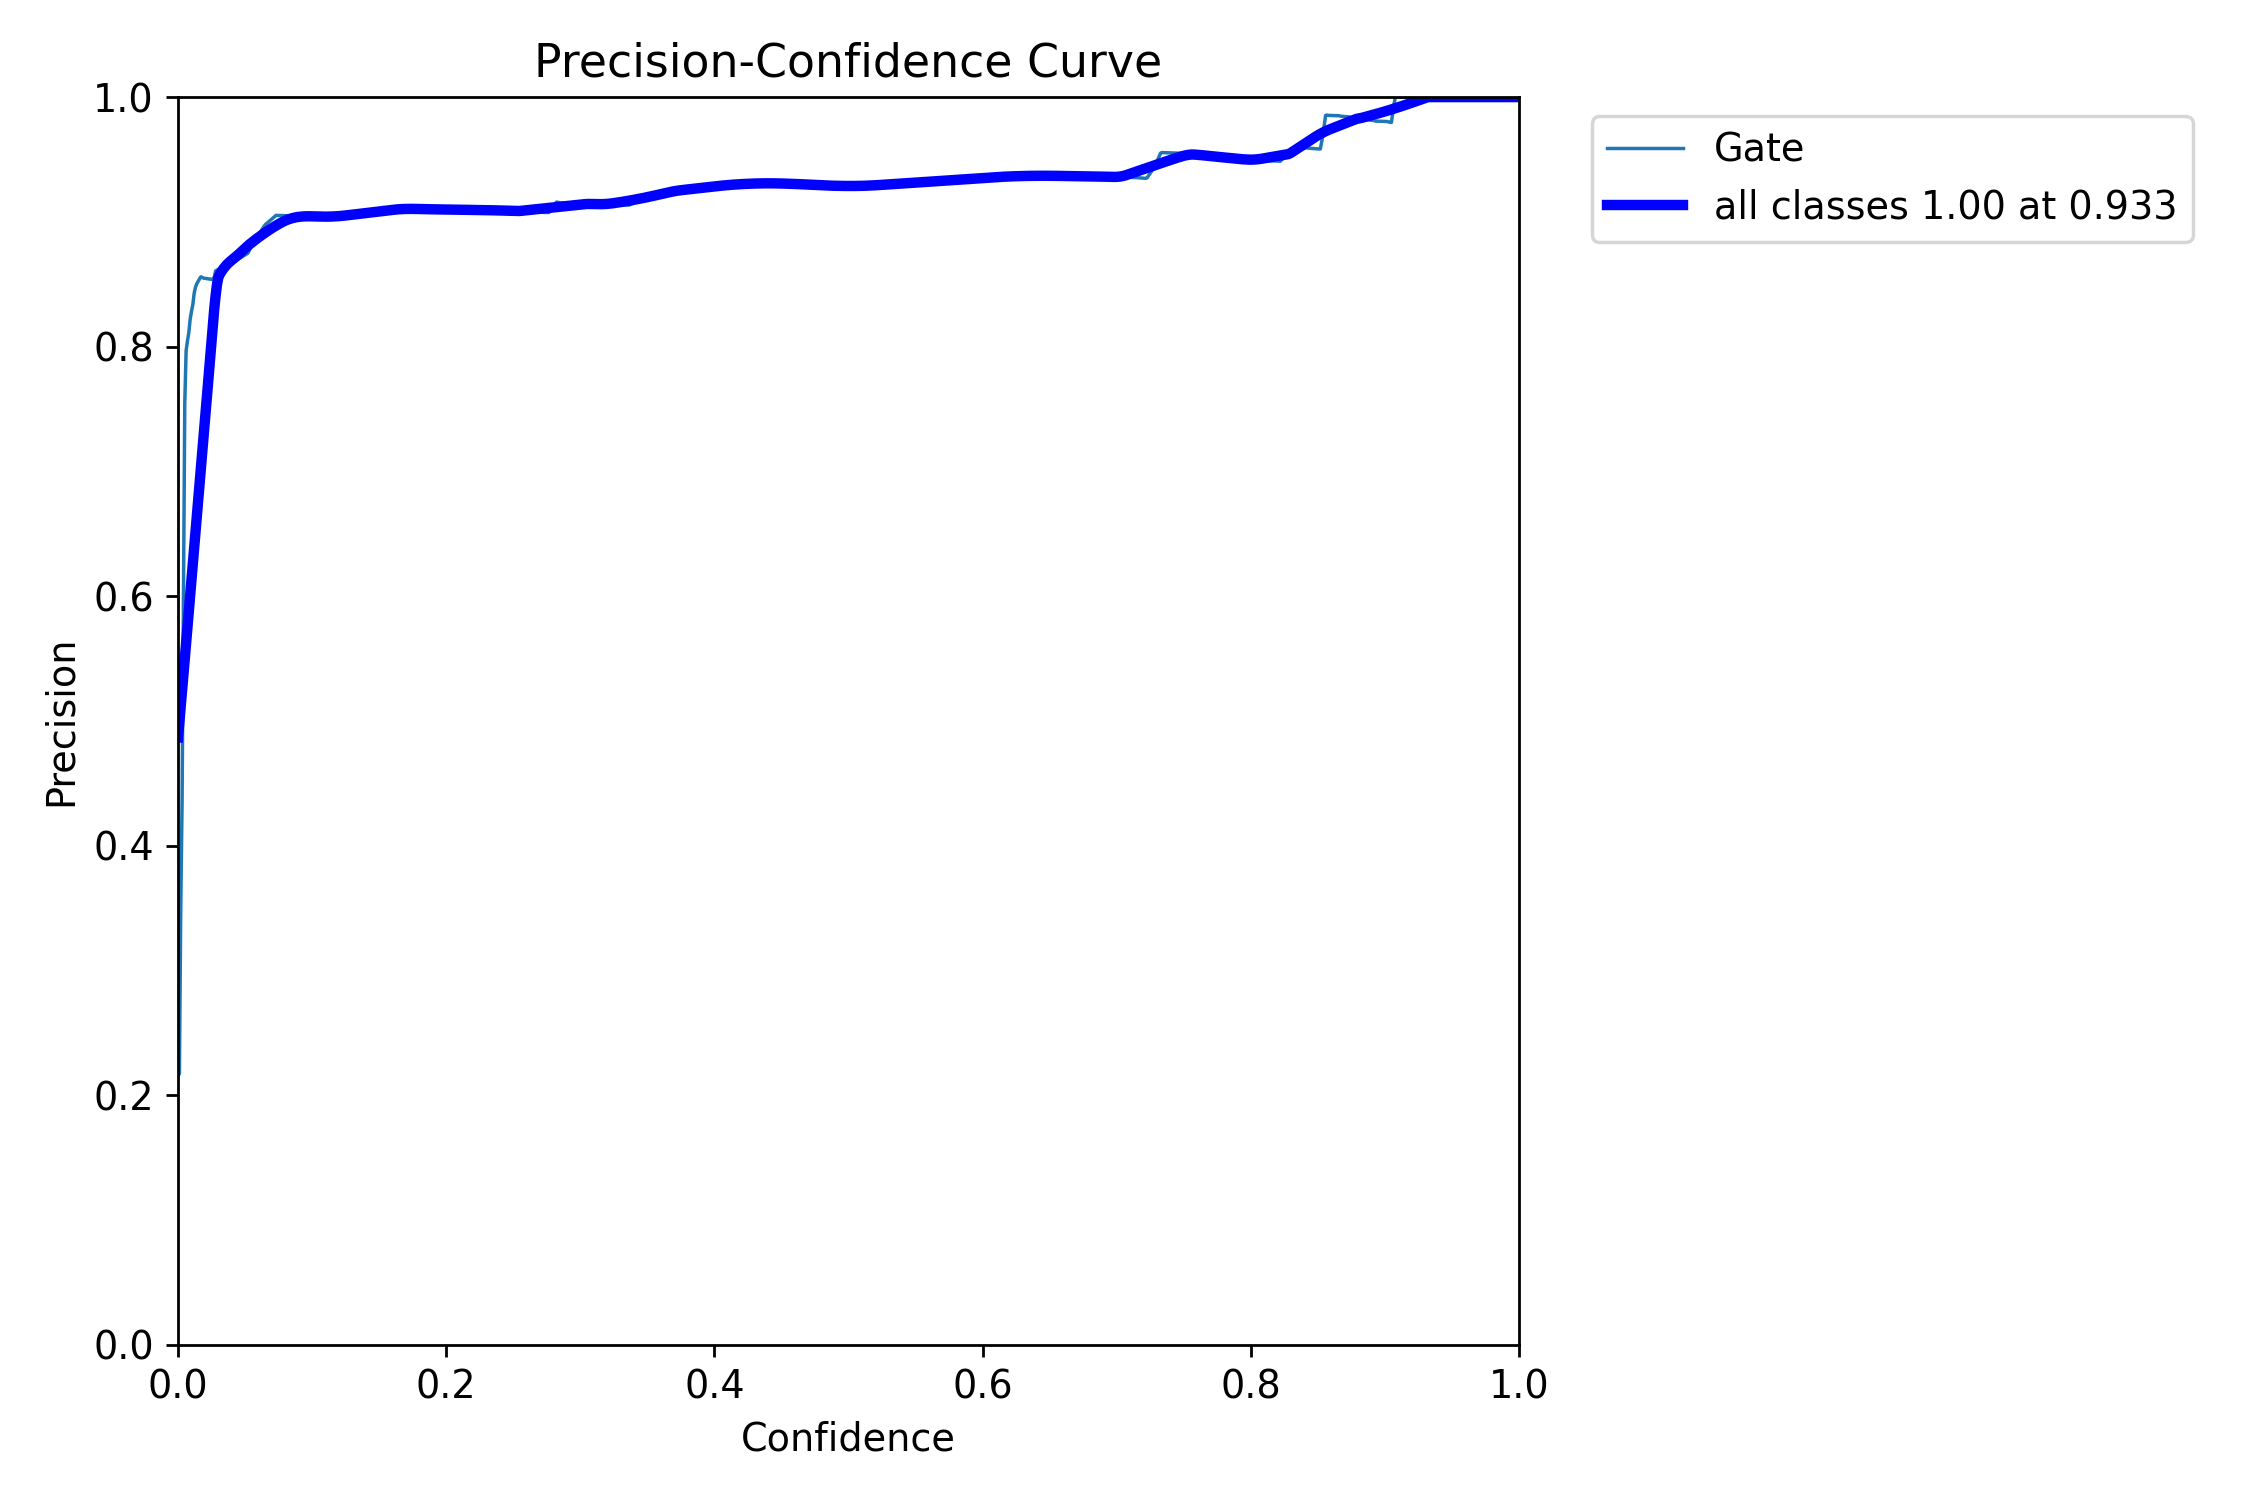 Precision-Confidence Curve
1.0
0.8
0.6
0.4
0.2
0.0
Precision
0.0 0.2 0.4 0.6 0.8 1.0
Confidence
Gate
all classes 1.00 at 0.933